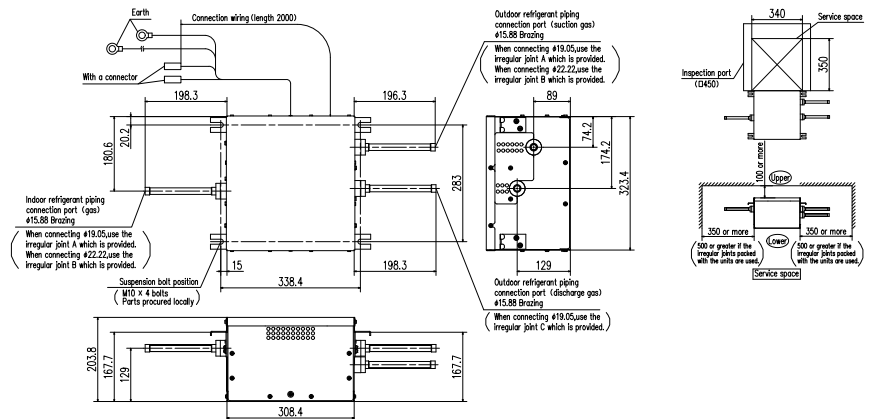 Earth
Connection wiring (length 2000)
With a connector
198.3
196.3
20.2
180.6
283
Indoor refrigerant piping
connection port (gas)
ø15.88 Brazing
When connecting ø19.05,use the
irregular joint A which is provided.
When connecting ø22.22,use the
irregular joint B which is provided.
Suspension bolt position
M10 × 4 bolts
Parts procured locally
15
338.4
198.3
Outdoor refrigerant piping
connection port (suction gas)
ø15.88 Brazing
When connecting ø19.05,use the
irregular joint A which is provided.
When connecting ø22.22,use the
irregular joint B which is provided.
89
74.2
174.2
323.4
129
Outdoor refrigerant piping
connection port (discharge gas)
ø15.88 Brazing
When connecting ø19.05,use the
irregular joint C which is provided.
203.8
167.7
129
308.4
167.7
340
Service space
Inspection port
(□450)
350
100 or more
Upper
Lower
350 or more
350 or more
500 or greater if the
irregular joints packed
with the units are used.
500 or greater if the
irregular joints packed
with the units are used.
Service space